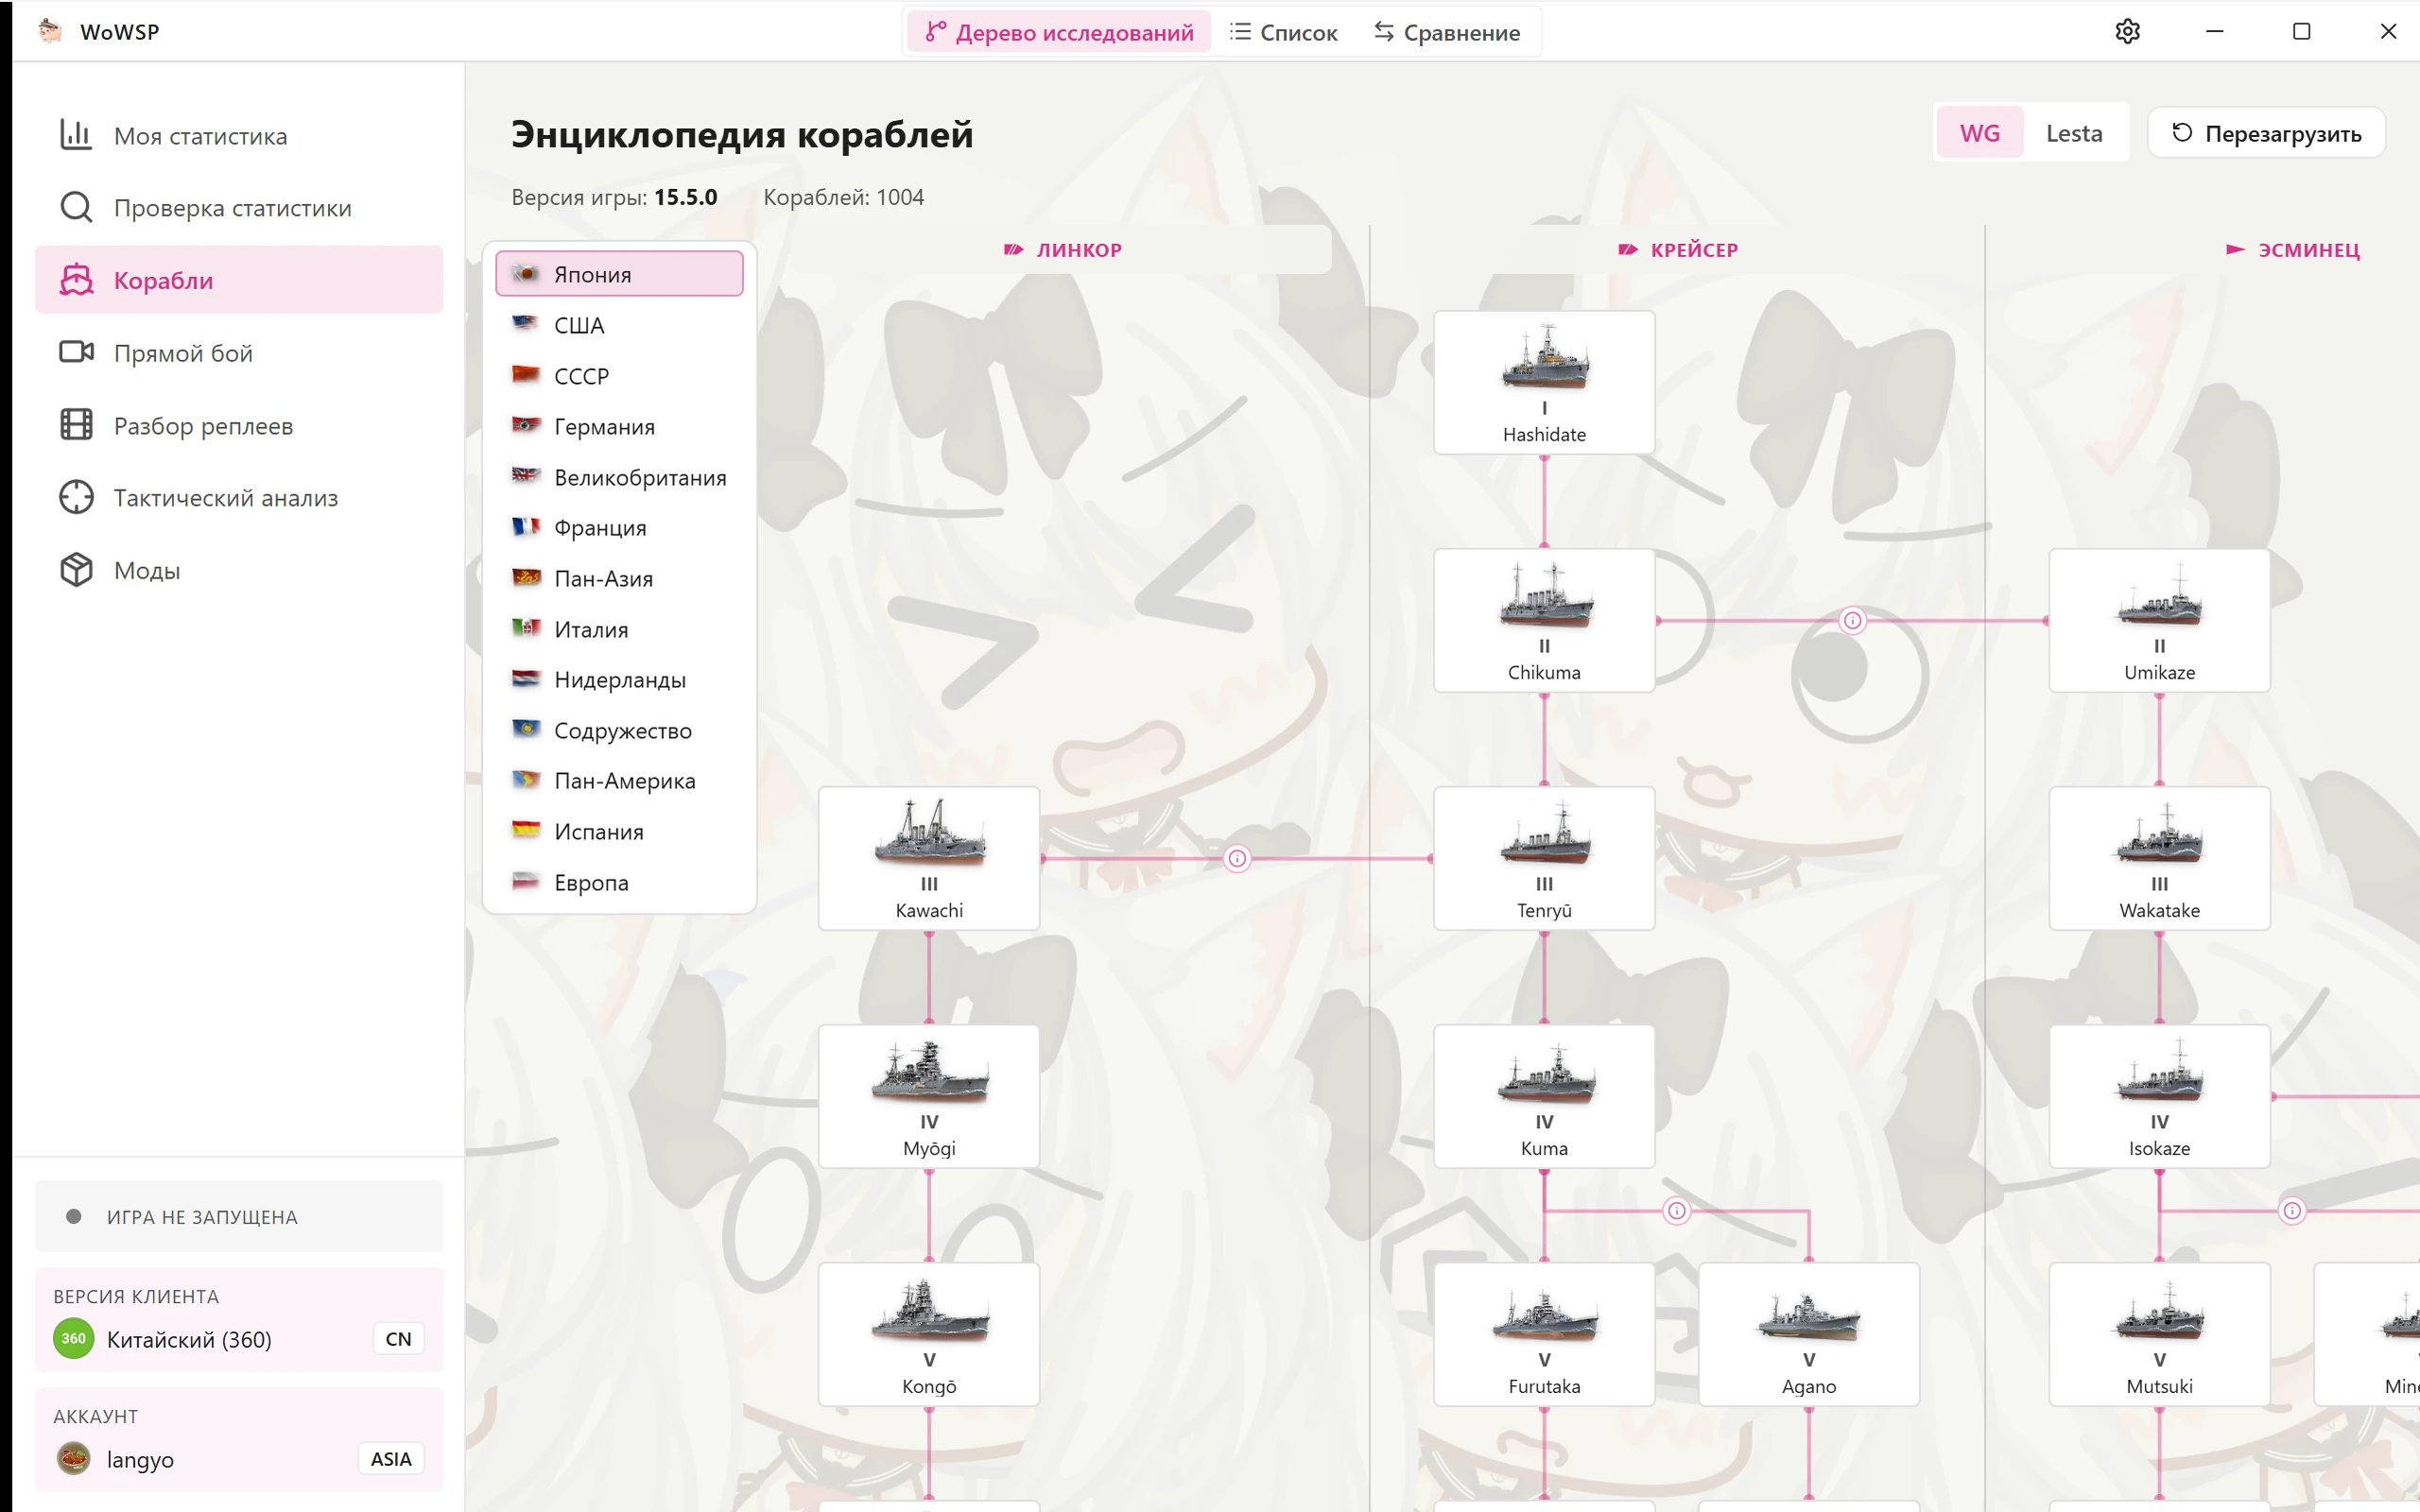 WoWSP
Дерево исследований
Список
Сравнение
Моя статистика
Проверка статистики
Корабли
Прямой бой
Разбор реплеев
Тактический анализ
Моды
ИГРА НЕ ЗАПУЩЕНА
ВЕРСИЯ КЛИЕНТА
360 Китайский (360) CN
АККАУНТ
langyo ASIA
Энциклопедия кораблей
WG Lesta Перезагрузить
Версия игры: 15.5.0 Кораблей: 1004
Япония
США
СССР
Германия
Великобритания
Франция
Пан-Азия
Италия
Нидерланды
Содружество
Пан-Америка
Испания
Европа
ЛИНКОР КРЕЙСЕР ЭСМИНЕЦ
I
Hashidate
II II
Chikuma Umikaze
III III III
Kawachi Tenryū Wakatake
IV IV IV
Myōgi Kuma Isokaze
V V V V
Kongō Furutaka Agano Mutsuki